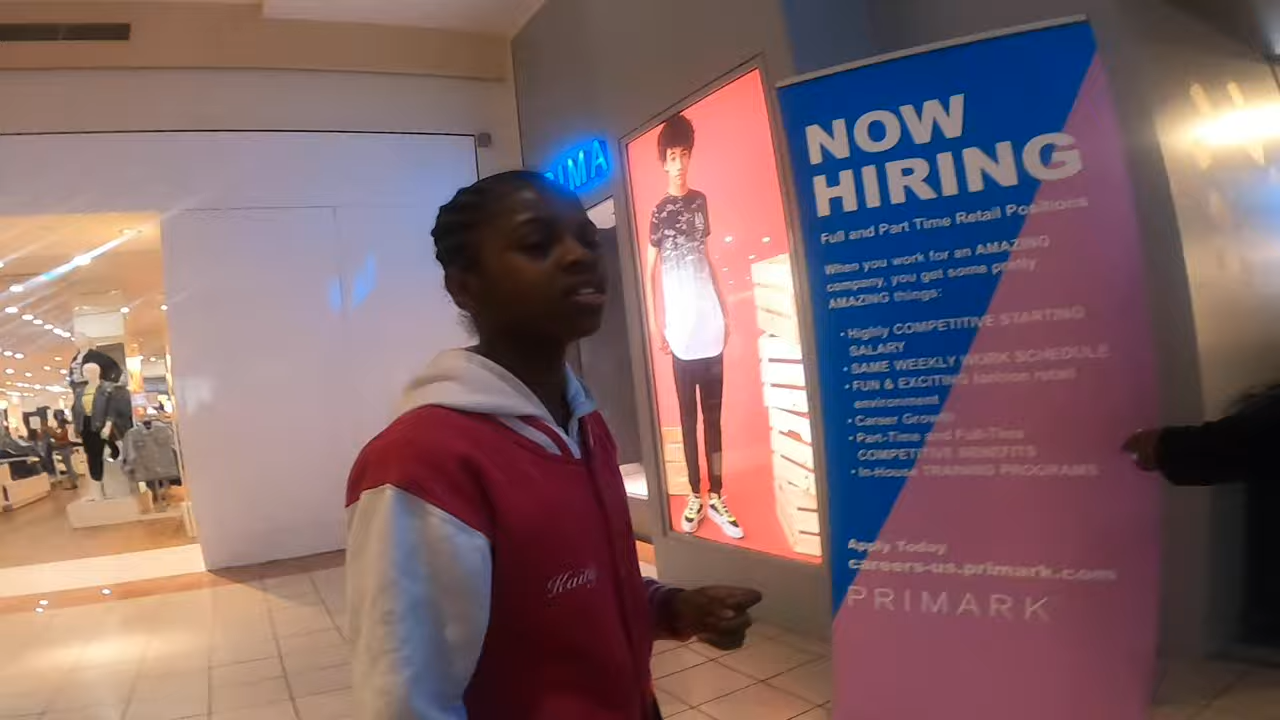 RIMA
NOW
HIRING
Full and Part Time Retail Positions
When you work for an AMAZING
company, you get some pretty
AMAZING things:
• Highly COMPETITIVE STARTING
SALARY
• SAME WEEKLY WORK SCHEDULE
• FUN & EXCITING fashion retail
environment
• Career Growth
• Part-Time and Full-Time
COMPETITIVE BENEFITS
• In-House TRAINING PROGRAMS
Apply Today
careers-us.primark.com
PRIMARK